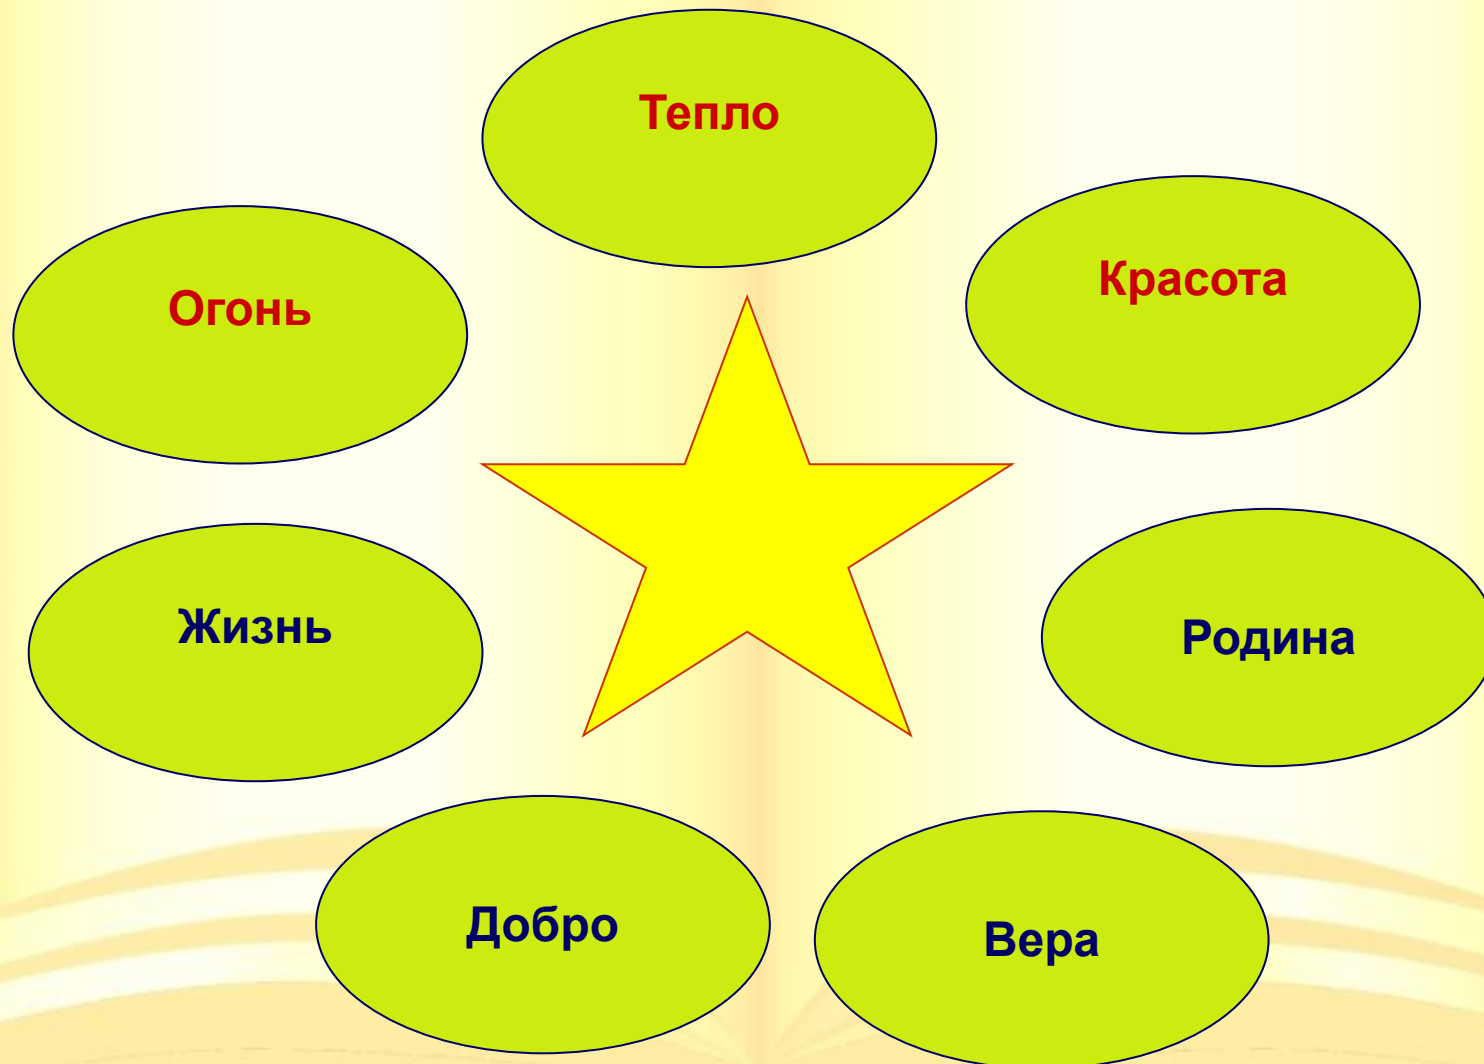 Тепло
Красота
Огонь
Жизнь
Родина
Добро
Вера